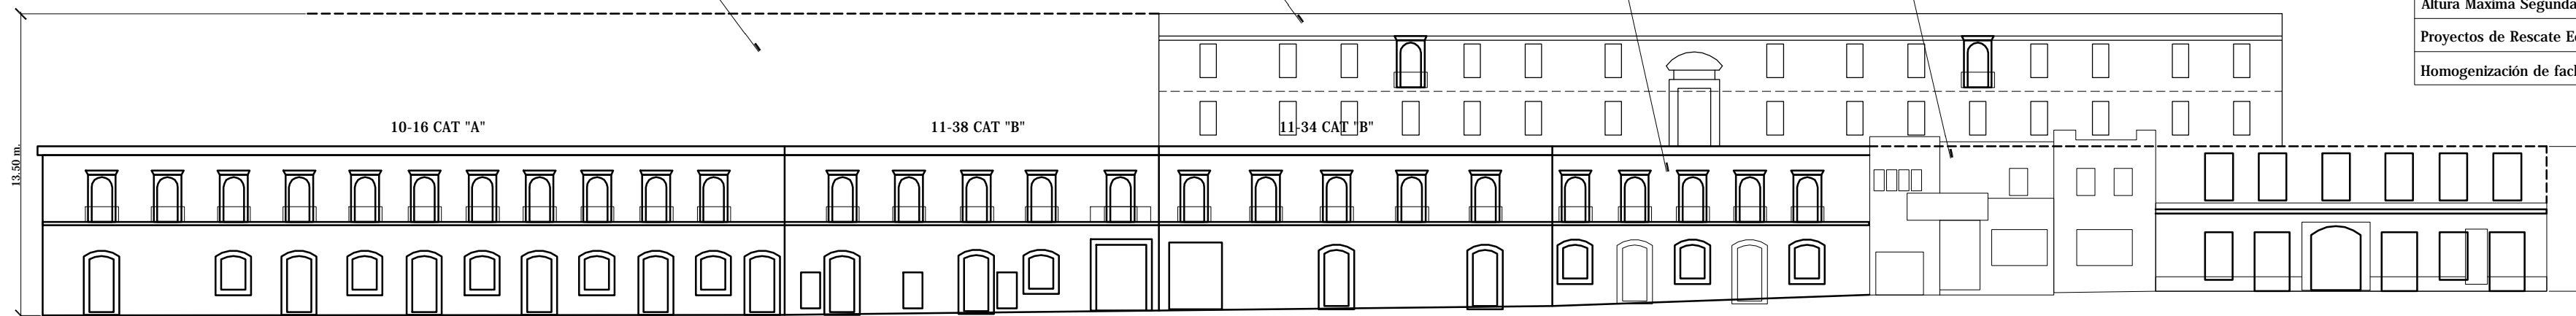 Altura Maxima Segunda
Proyectos de Rescate
Homogenización de
10-16 CAT "A"
11-38 CAT "B"
11-34 CAT "B"
13.50 m.